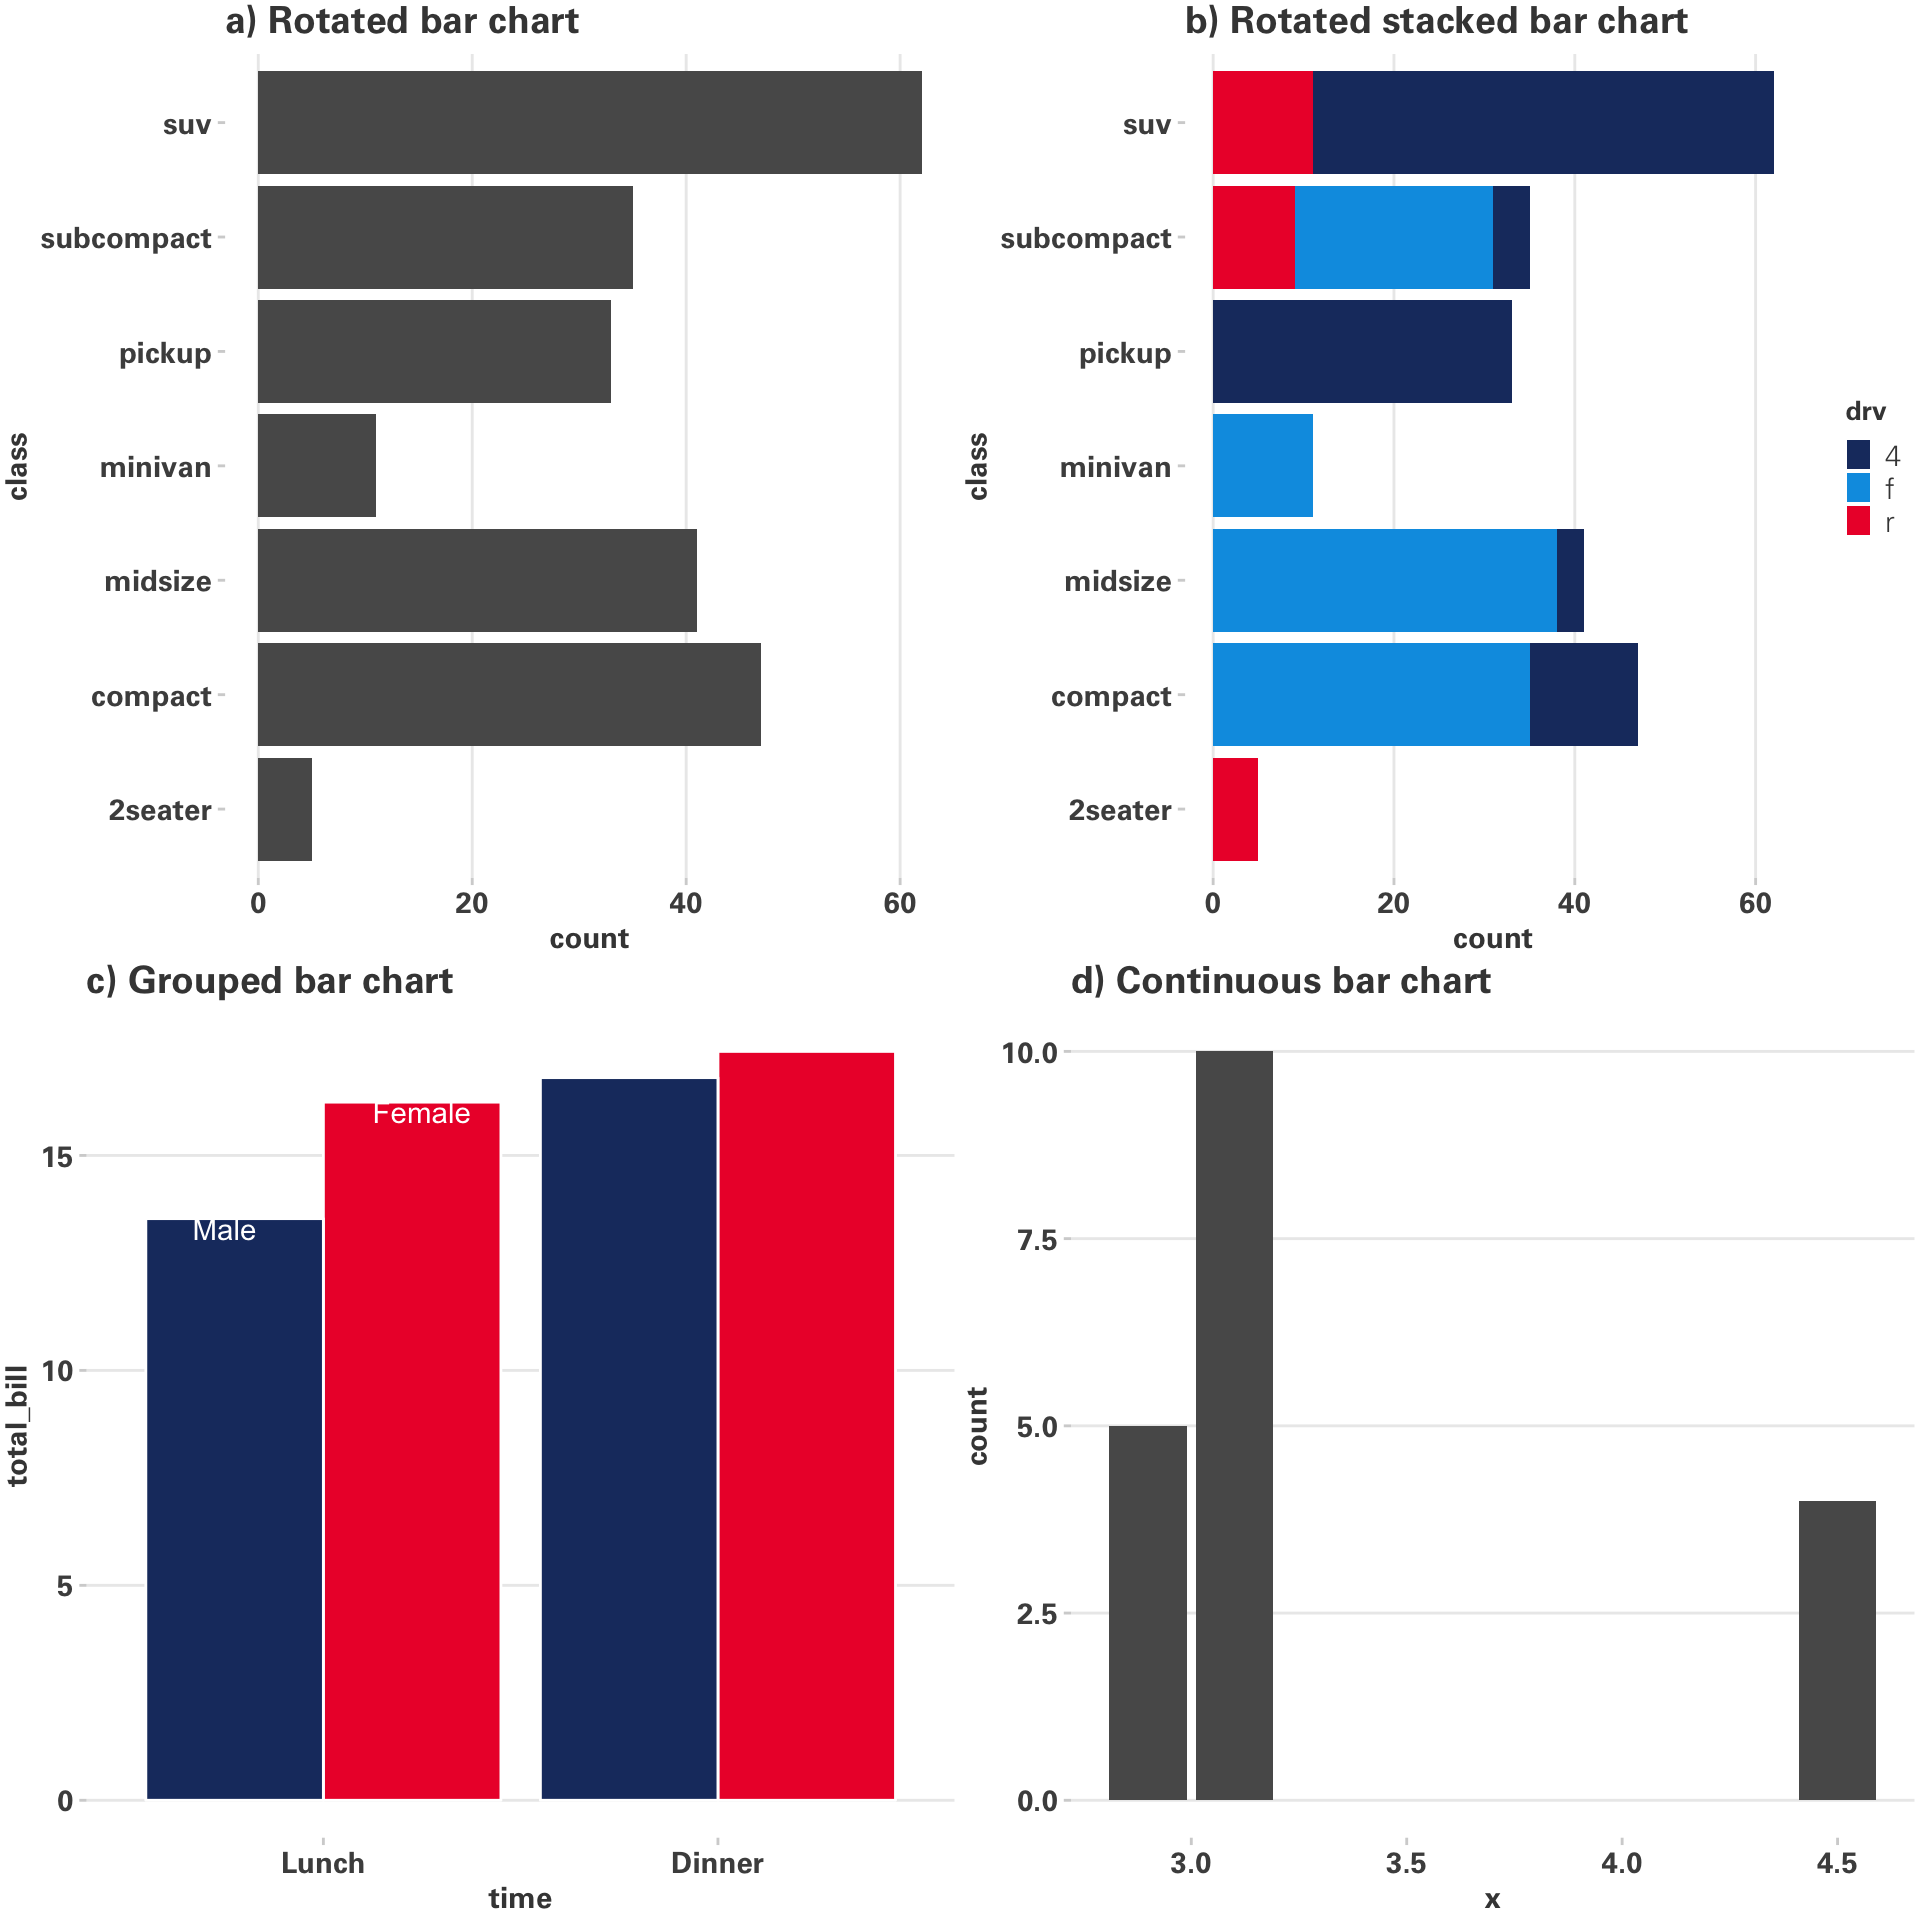 a) Rotated bar chart
class
suv
subcompact
pickup
minivan
midsize
compact
2seater
0 20 40 60
count
b) Rotated stacked bar chart
class
suv
subcompact
pickup
minivan
midsize
compact
2seater
0 20 40 60
count
drv
4
f
r
c) Grouped bar chart
total_bill
15
10
5
0
Male
Female
Lunch Dinner
time
d) Continuous bar chart
count
10.0
7.5
5.0
2.5
0.0
3.0 3.5 4.0 4.5
x